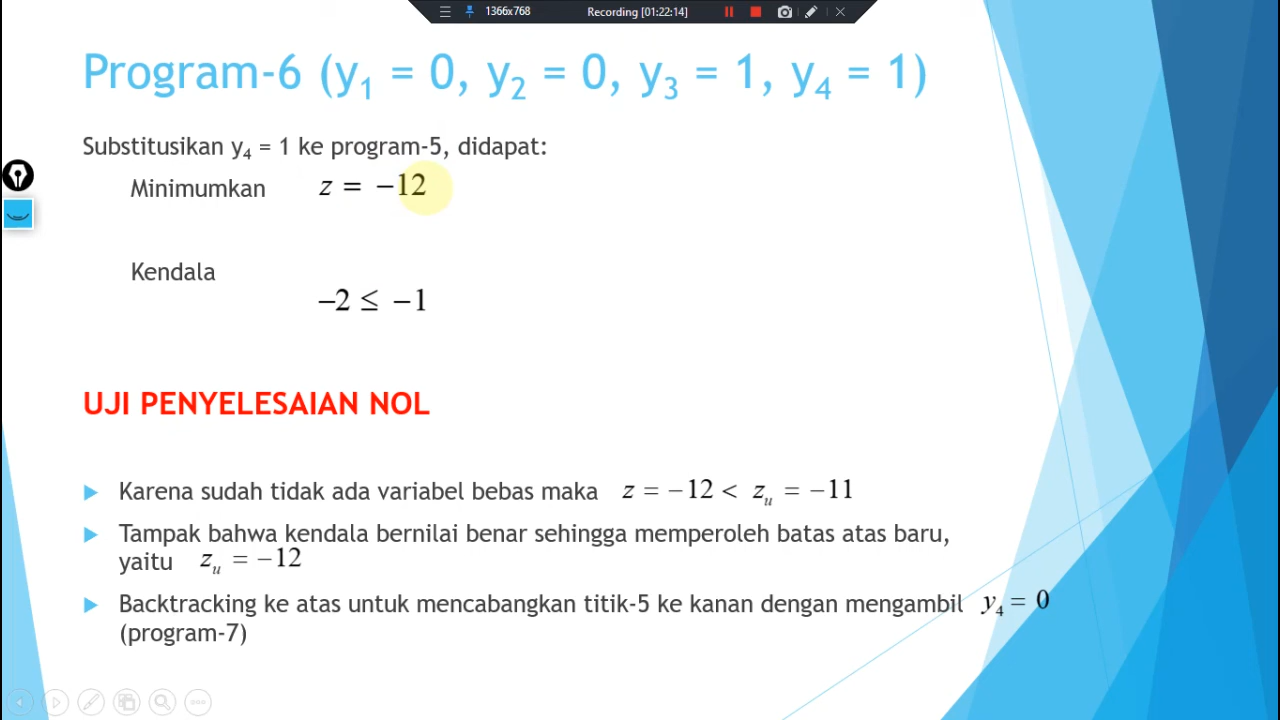 1366x768 Recording [01:22:14]
Program-6 (y₁ = 0, y₂ = 0, y₃ = 1, y₄ = 1)
Substitusikan y₄ = 1 ke program-5, didapat:
Minimumkan z = −12
Kendala
−2 ≤ −1
UJI PENYELESAIAN NOL
Karena sudah tidak ada variabel bebas maka z = −12 < zᵤ = −11
Tampak bahwa kendala bernilai benar sehingga memperoleh batas atas baru,
yaitu zᵤ = −12
Backtracking ke atas untuk mencabangkan titik-5 ke kanan dengan mengambil y₄ = 0
(program-7)